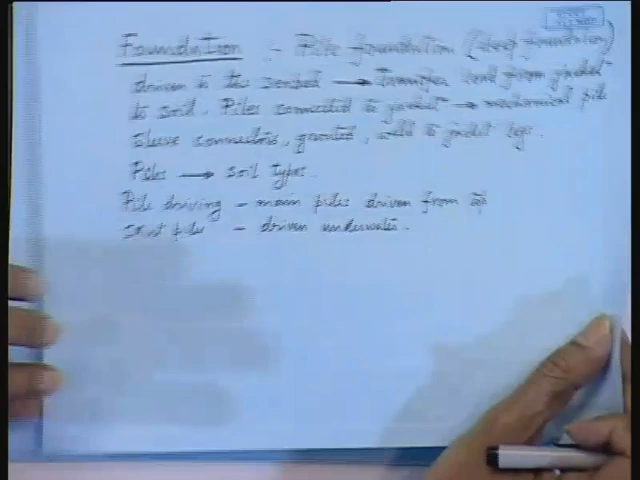 Foundation :- Pile foundation (deep foundation)
driven to the seabed → Transfer load from jacket
to soil. Piles connected to jacket → mechanical pile
sleeve connectors, grouted, weld to jacket legs.
Piles → soil types.
Pile driving - main piles driven from top
skirt piles - driven underwater.